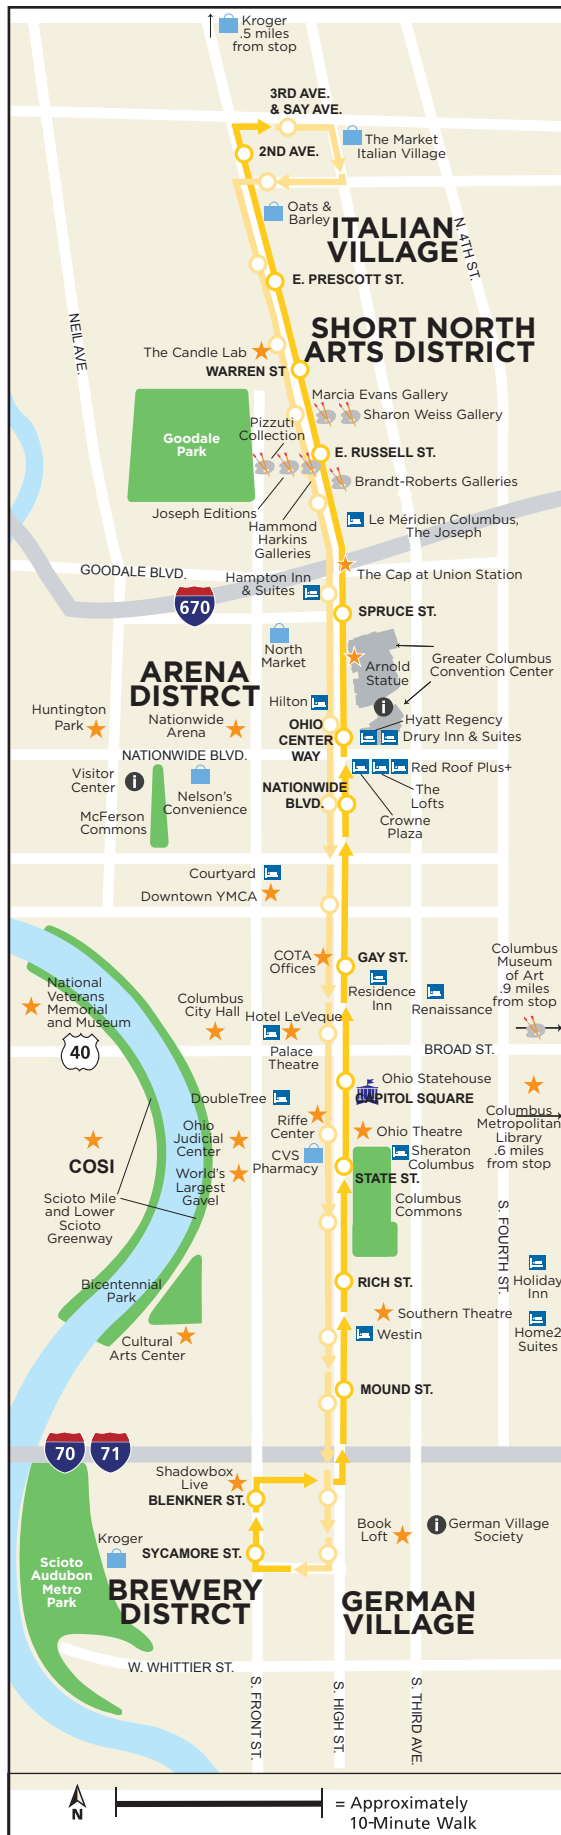 Kroger
.5 miles
from stop
3RD AVE.
& SAY AVE.
2ND AVE.
The Market
Italian Village
Oats &
Barley
ITALIAN
VILLAGE
N. 4TH ST.
E. PRESCOTT ST.
NEIL AVE.
SHORT NORTH
ARTS DISTRICT
The Candle Lab
WARREN ST
Marcia Evans Gallery
Sharon Weiss Gallery
Pizzuti
Collection
Goodale
Park
E. RUSSELL ST.
Brandt-Roberts Galleries
Joseph Editions
Hammond
Harkins
Galleries
Le Méridien Columbus,
The Joseph
GOODALE BLVD.
Hampton Inn
& Suites
The Cap at Union Station
670
SPRUCE ST.
North
Market
Arnold
Statue
Greater Columbus
Convention Center
ARENA
DISTRCT
Hilton
i
Huntington
Park
Nationwide
Arena
OHIO
CENTER
WAY
Hyatt Regency
Drury Inn & Suites
NATIONWIDE BLVD.
Red Roof Plus+
Visitor
Center
i
Nelson's
Convenience
NATIONWIDE
BLVD.
The
Lofts
Crowne
Plaza
McFerson
Commons
Courtyard
Downtown YMCA
COTA
Offices
GAY ST.
Columbus
Museum
of Art
.9 miles
from stop
National
Veterans
Memorial
and Museum
Residence
Inn
Renaissance
Columbus
City Hall
Hotel LeVeque
Palace
Theatre
40
BROAD ST.
Ohio Statehouse
CAPITOL SQUARE
DoubleTree
Riffe
Center
Ohio Theatre
Columbus
Metropolitan
Library
.6 miles
from stop
Ohio
Judicial
Center
COSI
CVS
Pharmacy
Sheraton
Columbus
World's
Largest
Gavel
STATE ST.
Scioto Mile
and Lower
Scioto
Greenway
Columbus
Commons
S. FOURTH ST.
Bicentennial
Park
RICH ST.
Holiday
Inn
Southern Theatre
Westin
Home2
Suites
Cultural
Arts Center
MOUND ST.
70
71
Shadowbox
Live
BLENKNER ST.
Book
Loft
i
German Village
Society
Kroger
SYCAMORE ST.
Scioto
Audubon
Metro
Park
BREWERY
DISTRCT
GERMAN
VILLAGE
W. WHITTIER ST.
S. FRONT ST.
S. HIGH ST.
S. THIRD AVE.
N
= Approximately
10-Minute Walk